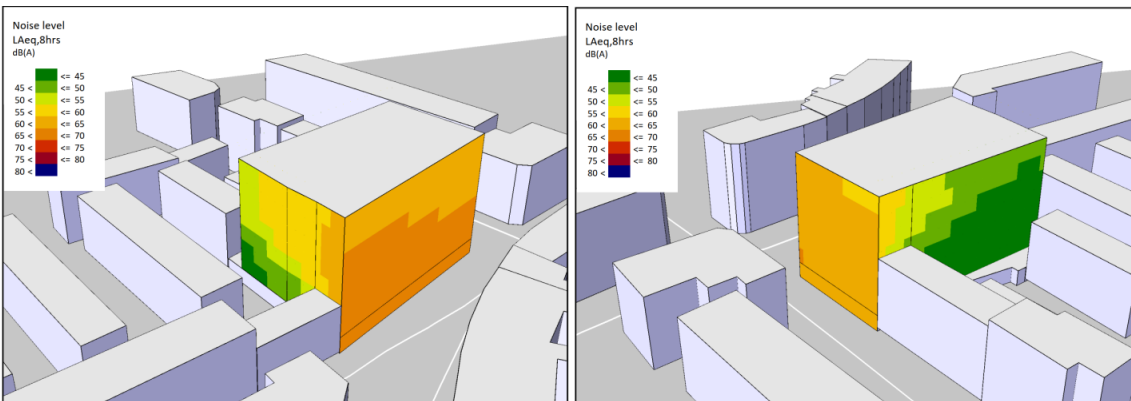 Noise level
LAeq,8hrs
dB(A)
<= 45
45 < <= 50
50 < <= 55
55 < <= 60
60 < <= 65
65 < <= 70
70 < <= 75
75 < <= 80
80 <
Noise level
LAeq,8hrs
dB(A)
<= 45
45 < <= 50
50 < <= 55
55 < <= 60
60 < <= 65
65 < <= 70
70 < <= 75
75 < <= 80
80 <